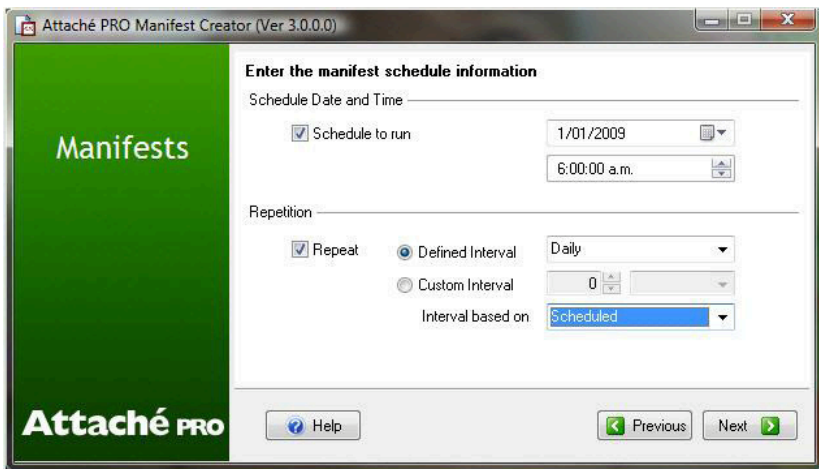 Attaché PRO Manifest Creator (Ver 3.0.0.0)
Manifests
Enter the manifest schedule information
Schedule Date and Time
Schedule to run
1/01/2009
6:00:00 a.m.
Repetition
Repeat
Defined Interval
Daily
Custom Interval
0
Interval based on
Scheduled
Attaché PRO
Help
Previous
Next